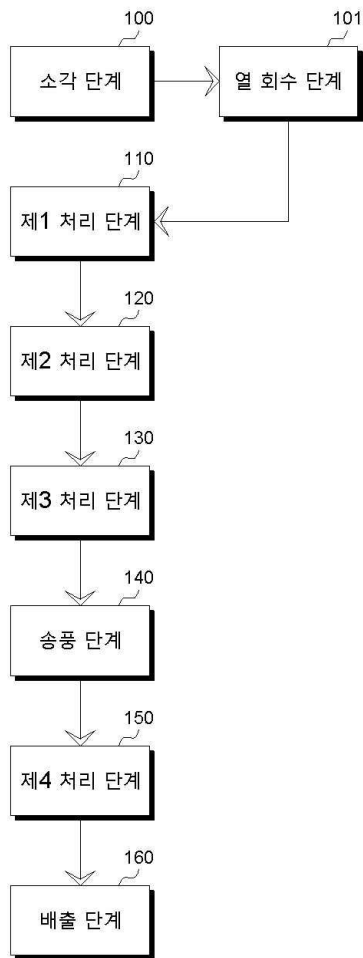 100
소각 단계
101
열 회수 단계
110
제1 처리 단계
120
제2 처리 단계
130
제3 처리 단계
140
송풍 단계
150
제4 처리 단계
160
배출 단계